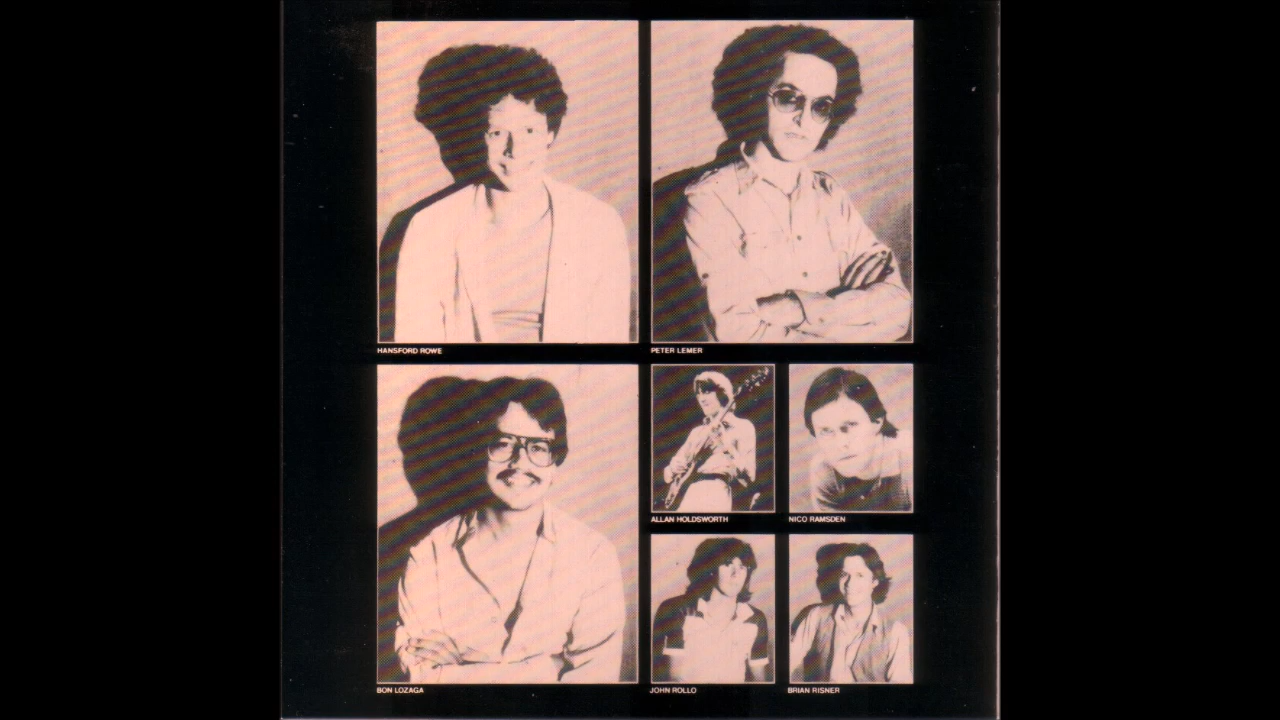 HANSFORD ROWE
PETER LEMER
ALLAN HOLDSWORTH
NICO RAMSDEN
BON LOZAGA
JOHN ROLLO
BRIAN RISNER